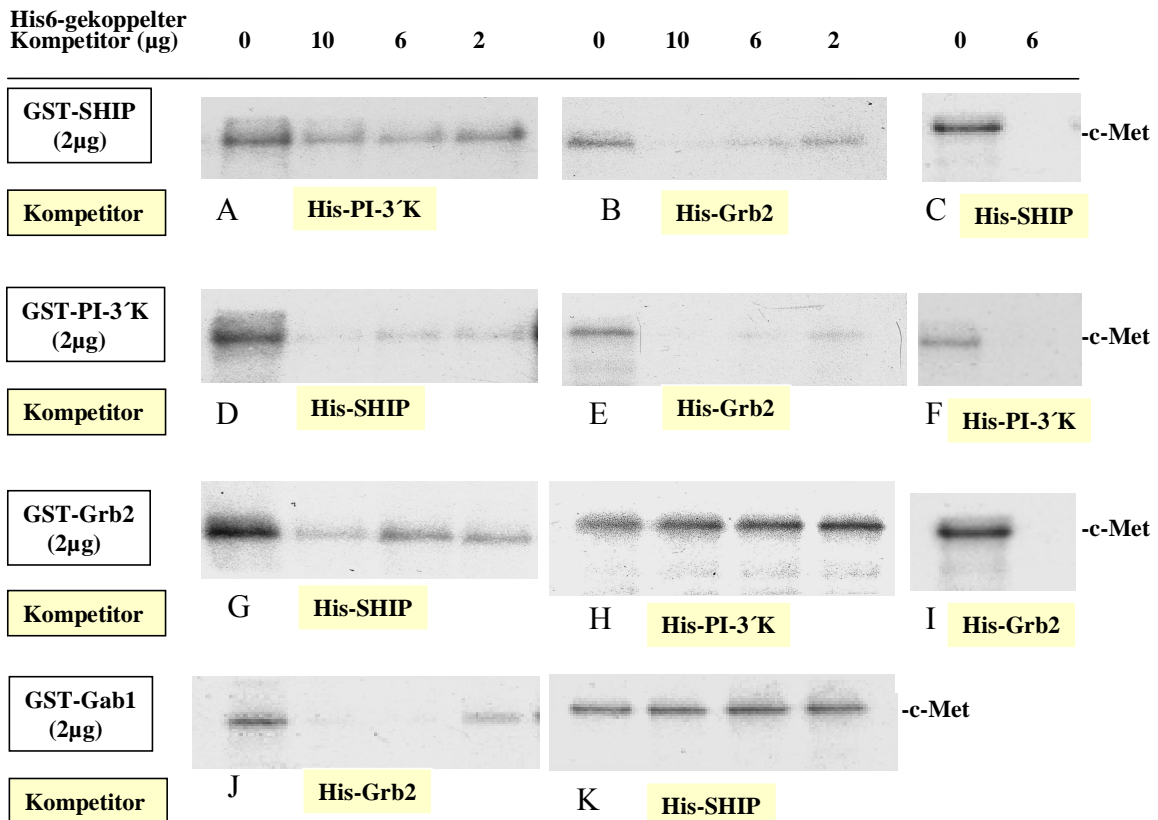 His6-gekoppelter
Kompetitor (µg) 0 10 6 2 0 10 6 2 0 6
GST-SHIP
(2µg)
-c-Met
Kompetitor
A His-PI-3´K B His-Grb2 C His-SHIP
GST-PI-3´K
(2µg)
-c-Met
Kompetitor
D His-SHIP E His-Grb2 F His-PI-3´K
GST-Grb2
(2µg)
-c-Met
Kompetitor
G His-SHIP H His-PI-3´K I His-Grb2
GST-Gab1
(2µg)
-c-Met
Kompetitor
J His-Grb2 K His-SHIP